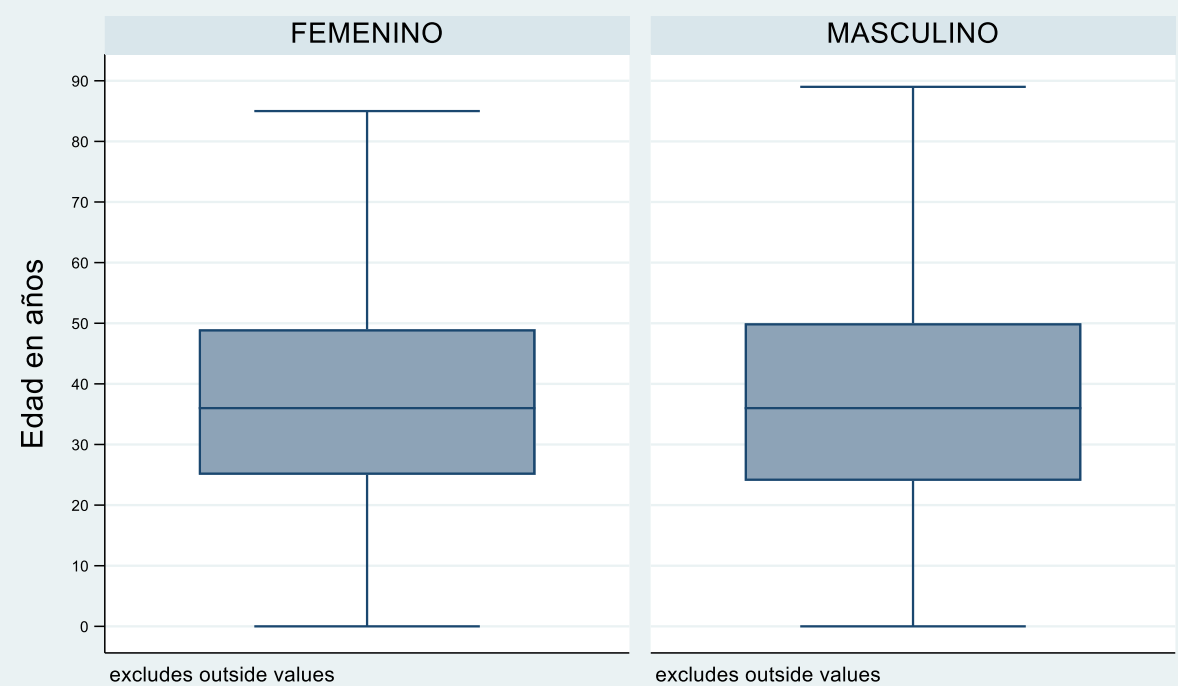 FEMENINO
MASCULINO
Edad en años
90
80
70
60
50
40
30
20
10
0
excludes outside values
excludes outside values